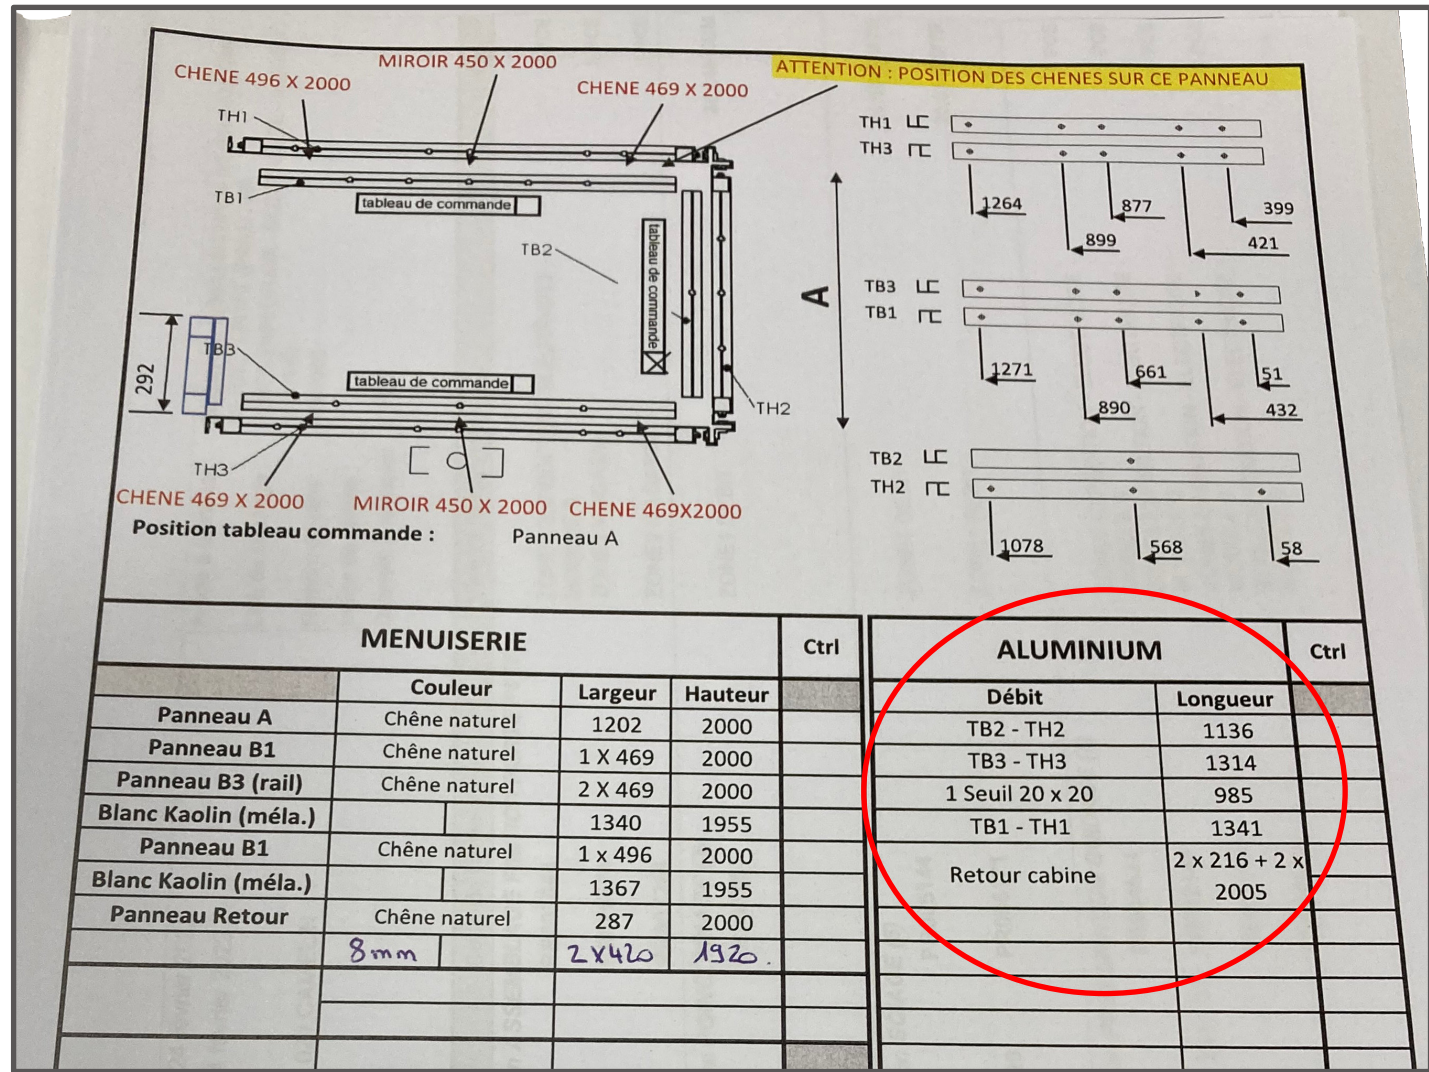 ATTENTION : POSITION DES CHENES SUR CE PANNEAU
CHENE 496 X 2000
MIROIR 450 X 2000
CHENE 469 X 2000
TH1
TB1
tableau de commande
TB2
tableau de commande
A
292
TB3
tableau de commande
TH2
TH3
CHENE 469 X 2000
MIROIR 450 X 2000
CHENE 469X2000
Position tableau commande : Panneau A
TH1
TH3
1264
877
399
899
421
TB3
TB1
1271
661
51
890
432
TB2
TH2
1078
568
58
MENUISERIE Ctrl
Couleur Largeur Hauteur
Panneau A Chêne naturel 1202 2000
Panneau B1 Chêne naturel 1 X 469 2000
Panneau B3 (rail) Chêne naturel 2 X 469 2000
Blanc Kaolin (méla.) 1340 1955
Panneau B1 Chêne naturel 1 x 496 2000
Blanc Kaolin (méla.) 1367 1955
Panneau Retour Chêne naturel 287 2000
8mm 2x420 1920.
ALUMINIUM Ctrl
Débit Longueur
TB2 - TH2 1136
TB3 - TH3 1314
1 Seuil 20 x 20 985
TB1 - TH1 1341
Retour cabine 2 x 216 + 2 x
2005